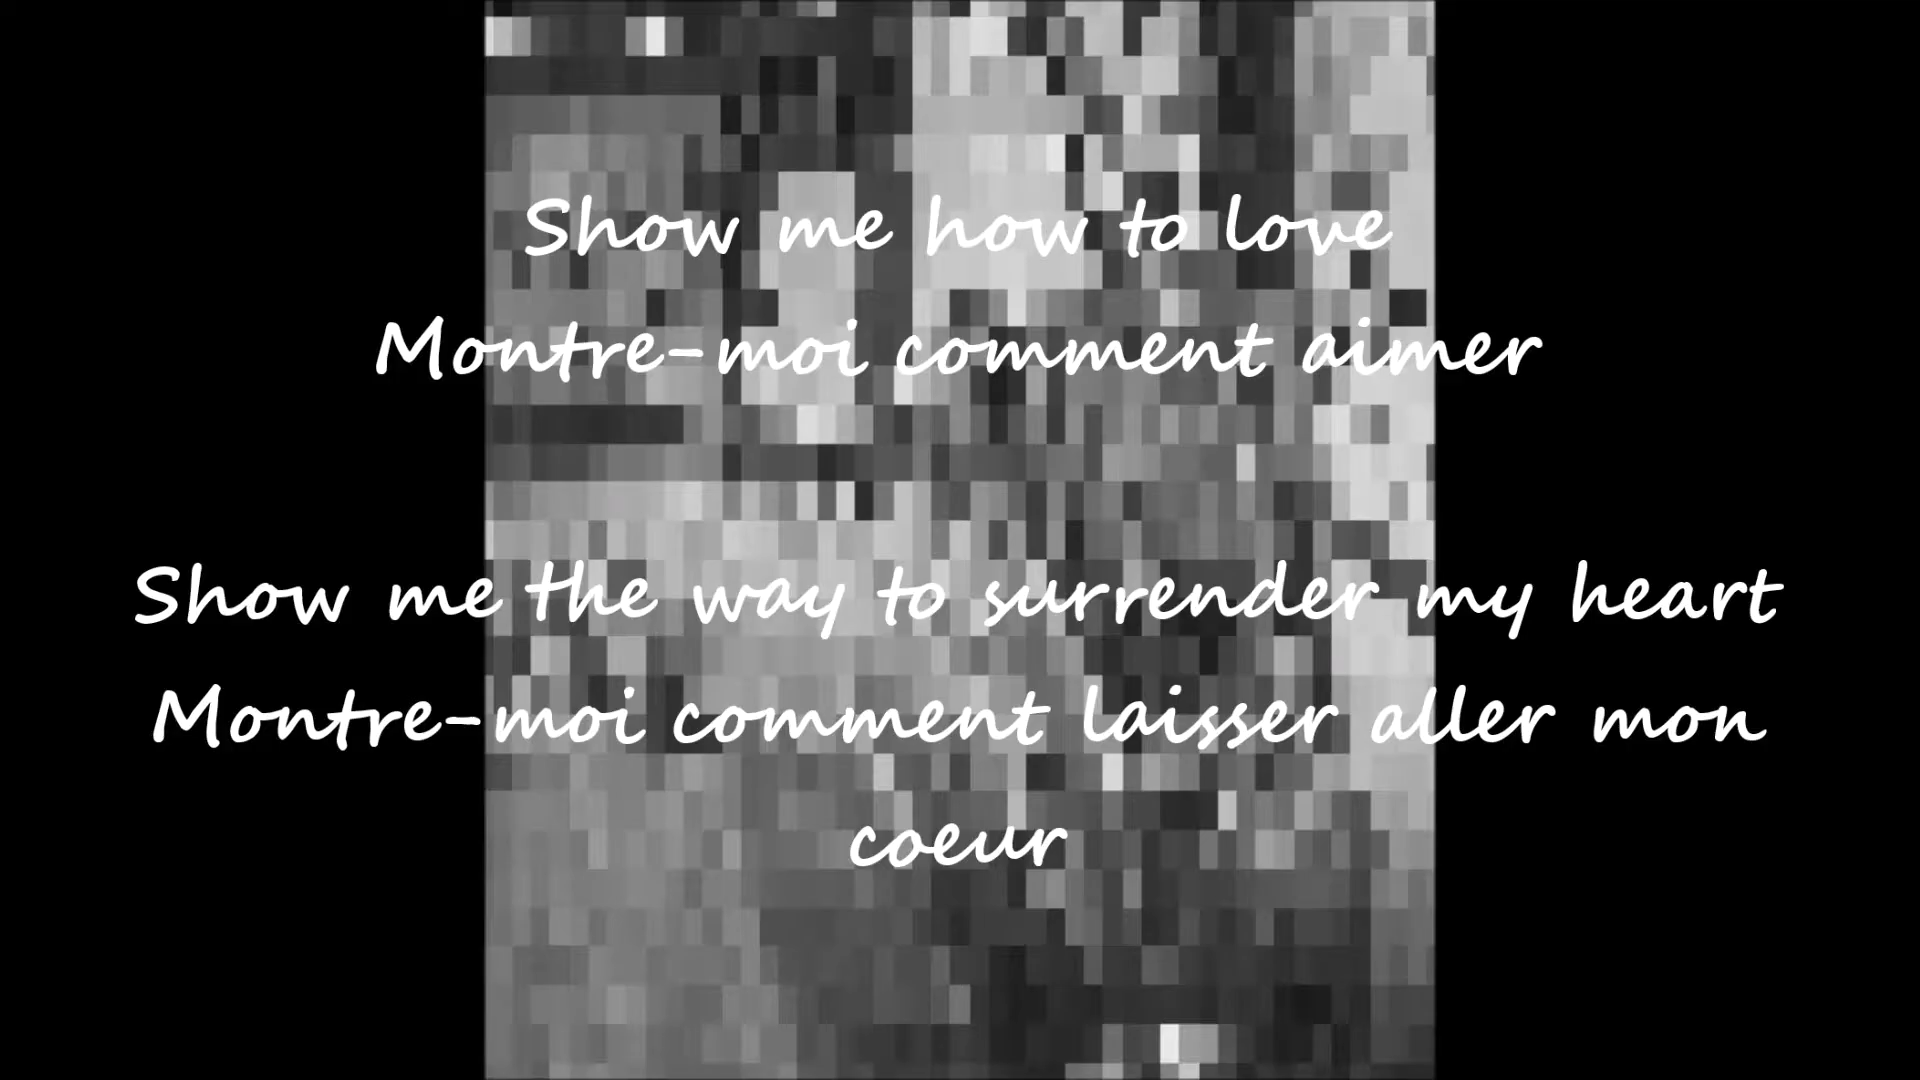 Show me how to love
Montre-moi comment aimer
Show me the way to surrender my heart
Montre-moi comment laisser aller mon
coeur